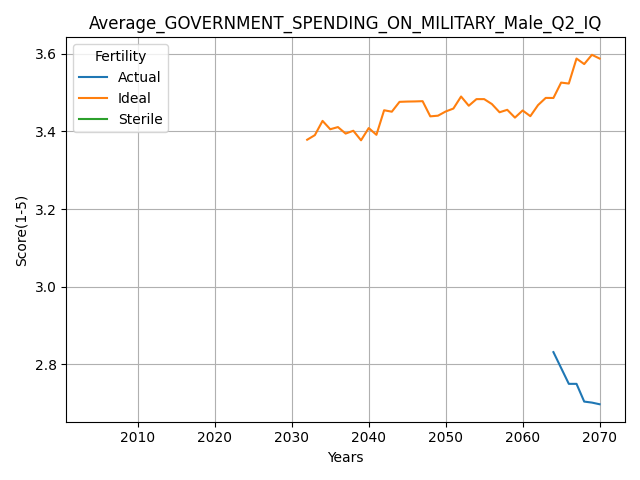 Average_GOVERNMENT_SPENDING_ON_MILITARY_Male_Q2_IQ
Fertility
Actual
Ideal
Sterile
Score(1-5)
3.6
3.4
3.2
3.0
2.8
2010 2020 2030 2040 2050 2060 2070
Years